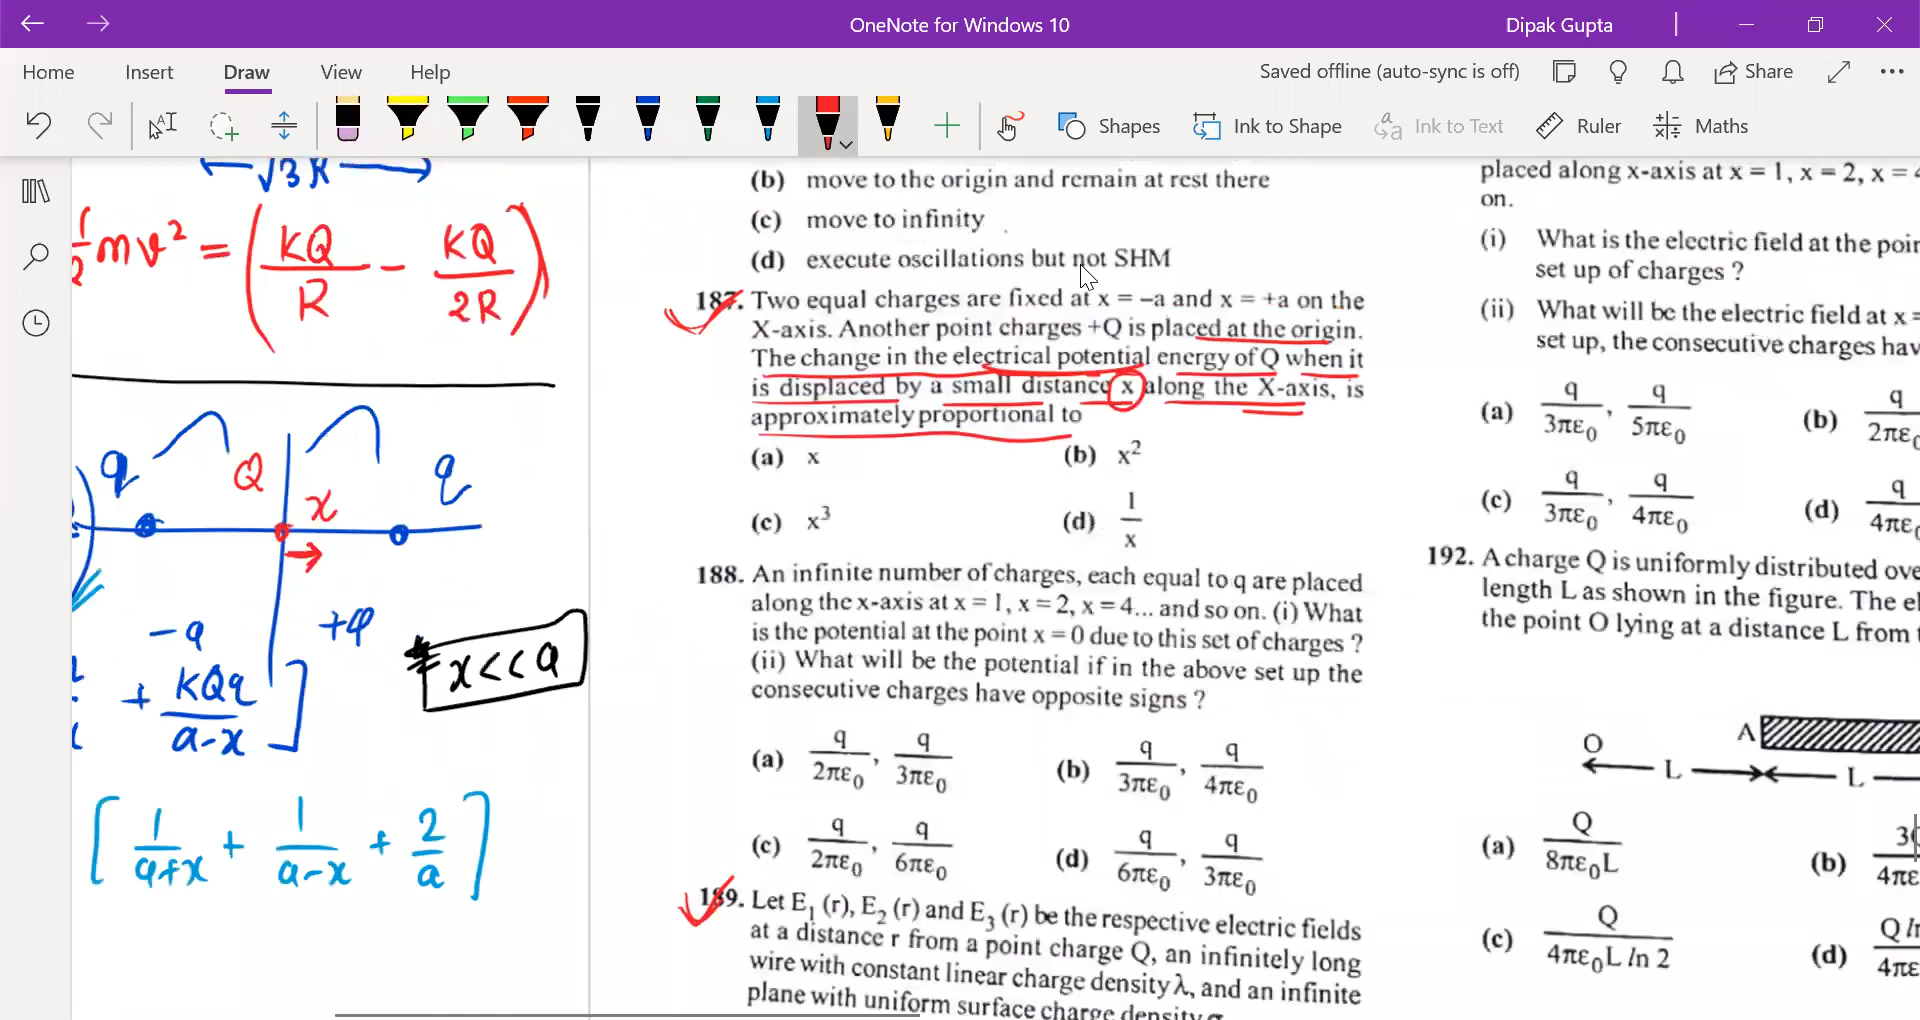 OneNote for Windows 10
Dipak Gupta
Home Insert Draw View Help
Saved offline (auto-sync is off)
Share
Shapes
Ink to Shape
Ink to Text
Ruler
Maths
√3R
½mv² = (KQ/R − KQ/2R)
q Q x q
-a +a
x<<a
+ KQq/(a-x) ]
[ 1/(a+x) + 1/(a-x) + 2/a ]
(b) move to the origin and remain at rest there
(c) move to infinity
(d) execute oscillations but not SHM
187. Two equal charges are fixed at x = –a and x = +a on the
X-axis. Another point charges +Q is placed at the origin.
The change in the electrical potential energy of Q when it
is displaced by a small distance x along the X-axis, is
approximately proportional to
(a) x (b) x²
(c) x³ (d) 1/x
188. An infinite number of charges, each equal to q are placed
along the x-axis at x = 1, x = 2, x = 4... and so on. (i) What
is the potential at the point x = 0 due to this set of charges ?
(ii) What will be the potential if in the above set up the
consecutive charges have opposite signs ?
(a) q/2πε₀, q/3πε₀ (b) q/3πε₀, q/4πε₀
(c) q/2πε₀, q/6πε₀ (d) q/6πε₀, q/3πε₀
189. Let E₁ (r), E₂ (r) and E₃ (r) be the respective electric fields
at a distance r from a point charge Q, an infinitely long
wire with constant linear charge density λ, and an infinite
plane with uniform surface charge density σ
placed along x-axis at x = 1, x = 2, x = 4
on.
(i) What is the electric field at the poin
set up of charges ?
(ii) What will be the electric field at x =
set up, the consecutive charges hav
(a) q/3πε₀, q/5πε₀ (b) q/2πε₀
(c) q/3πε₀, q/4πε₀ (d) q/4πε₀
192. A charge Q is uniformly distributed ove
length L as shown in the figure. The el
the point O lying at a distance L from
O A
L L
(a) Q/8πε₀L (b)
(c) Q/4πε₀L ln 2 (d) Q ln